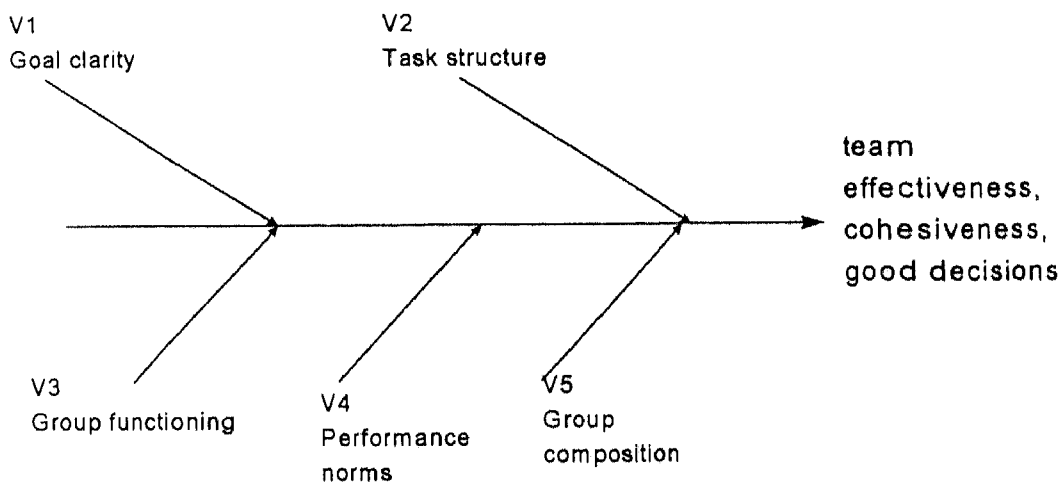 V1
Goal clarity
V2
Task structure
team
effectiveness,
cohesiveness,
good decisions
V3
Group functioning
V4
Performance
norms
V5
Group
composition